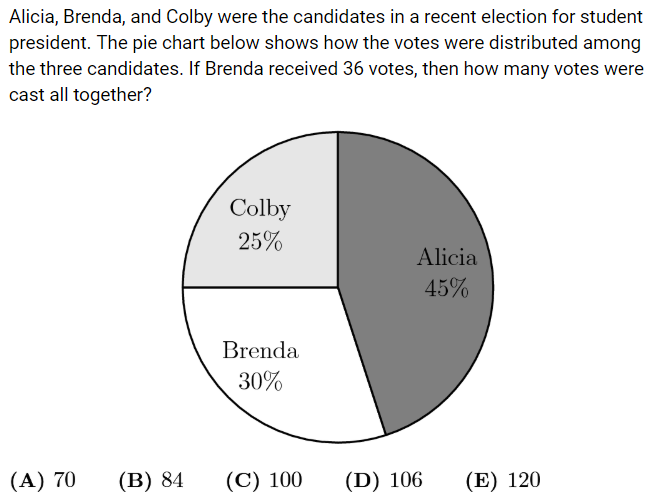 Alicia, Brenda, and Colby were the candidates in a recent election for student
president. The pie chart below shows how the votes were distributed among
the three candidates. If Brenda received 36 votes, then how many votes were
cast all together?
Colby
25%
Alicia
45%
Brenda
30%
(A) 70 (B) 84 (C) 100 (D) 106 (E) 120